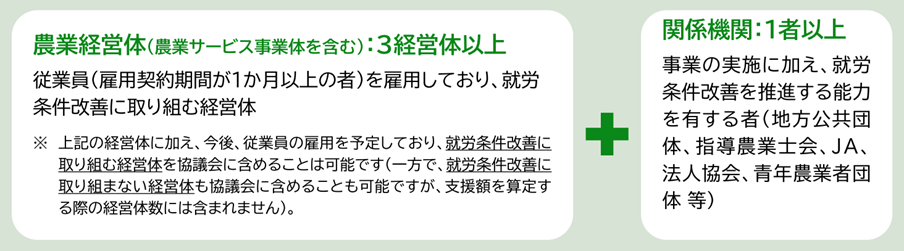 農業経営体(農業サービス事業体を含む):3経営体以上
従業員(雇用契約期間が1か月以上の者)を雇用しており、就労
条件改善に取り組む経営体
※ 上記の経営体に加え、今後、従業員の雇用を予定しており、就労条件改善に
取り組む経営体を協議会に含めることは可能です(一方で、就労条件改善に
取り組まない経営体も協議会に含めることも可能ですが、支援額を算定す
る際の経営体数には含まれません)。
+
関係機関:1者以上
事業の実施に加え、就労
条件改善を推進する能力
を有する者(地方公共団
体、指導農業士会、JA、
法人協会、青年農業者団
体 等)